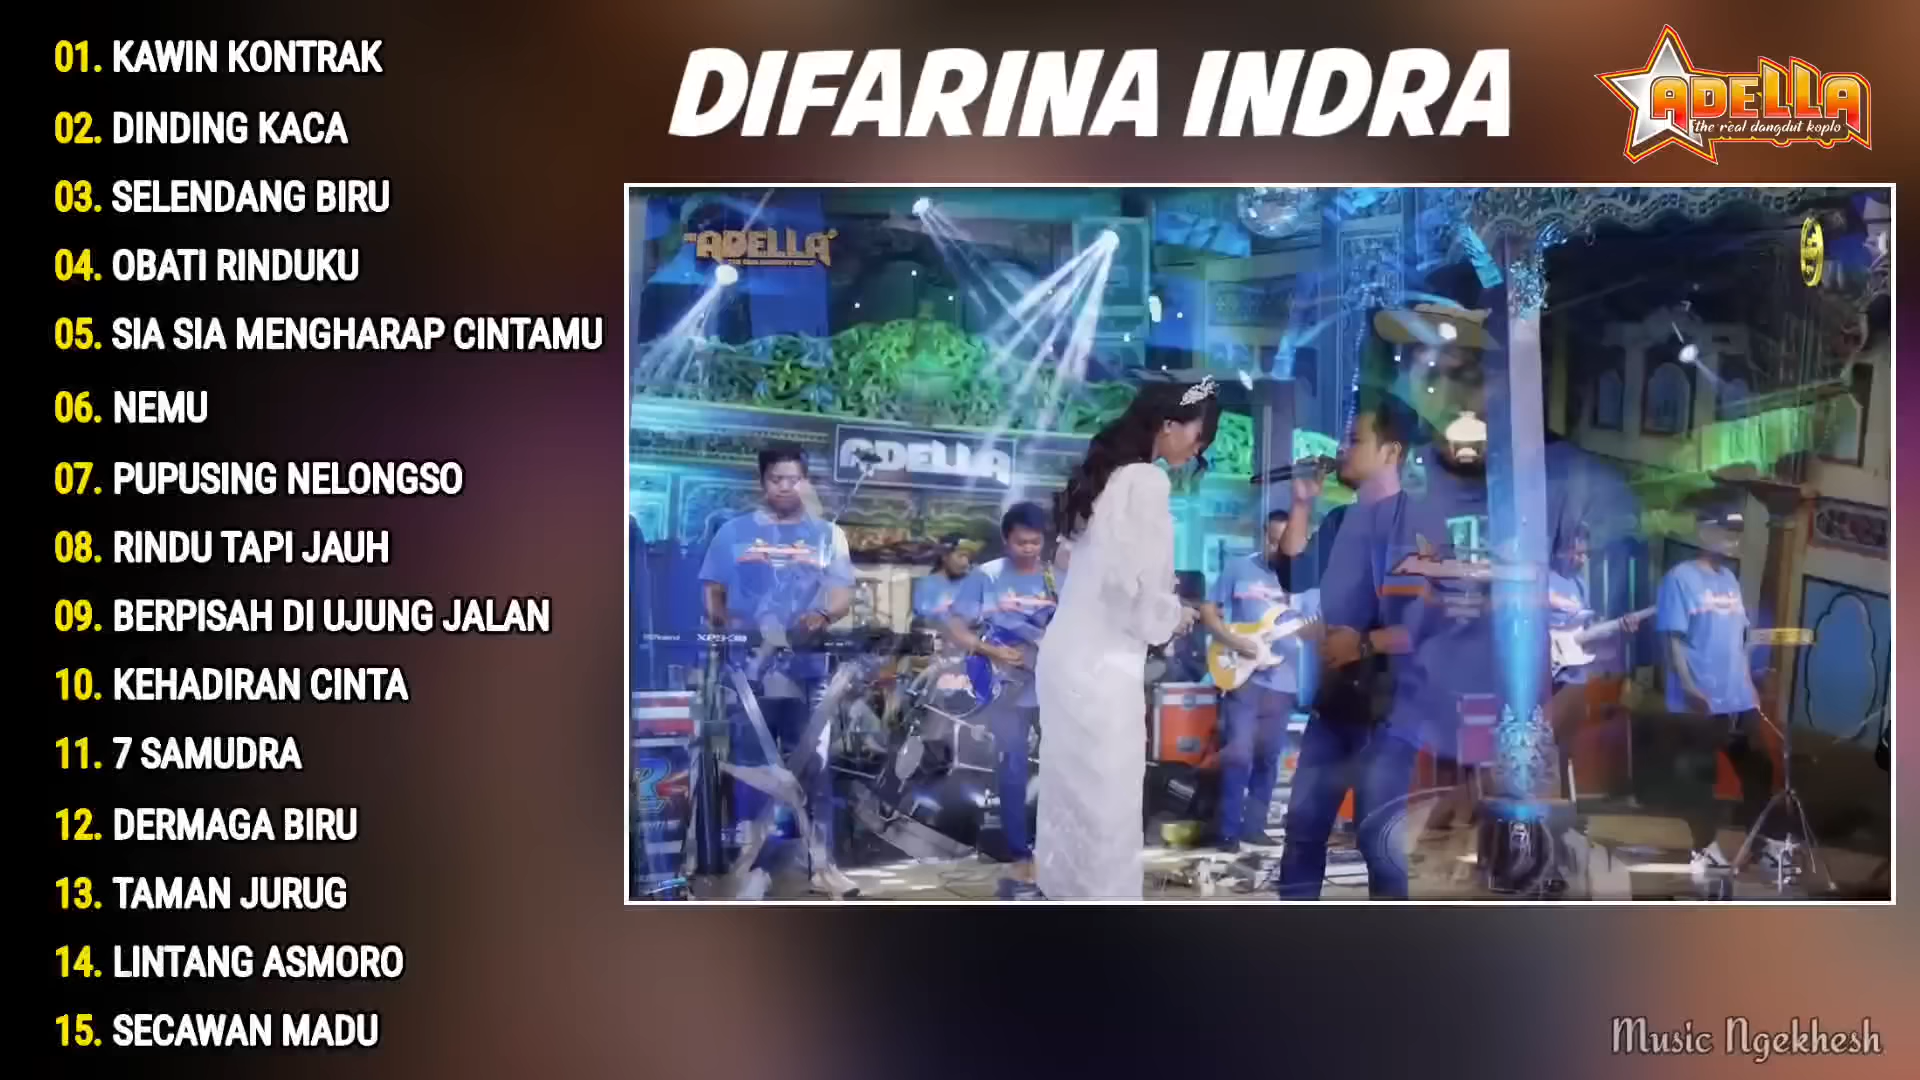 01. KAWIN KONTRAK
02. DINDING KACA
03. SELENDANG BIRU
04. OBATI RINDUKU
05. SIA SIA MENGHARAP CINTAMU
06. NEMU
07. PUPUSING NELONGSO
08. RINDU TAPI JAUH
09. BERPISAH DI UJUNG JALAN
10. KEHADIRAN CINTA
11. 7 SAMUDRA
12. DERMAGA BIRU
13. TAMAN JURUG
14. LINTANG ASMORO
15. SECAWAN MADU
DIFARINA INDRA
ADELLA
the real dangdut koplo
ADELLA
ADELLA
Roland XPS-30
Music Ngekhesh